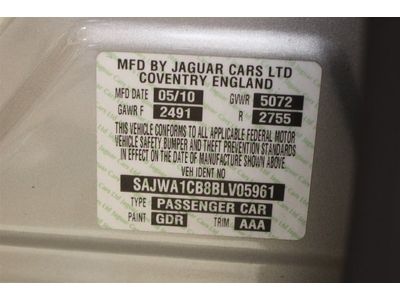 MFD BY JAGUAR CARS LTD
COVENTRY ENGLAND
MFD DATE 05/10 GVWR 5072
GAWR F 2491 R 2755
THIS VEHICLE CONFORMS TO ALL APPLICABLE FEDERAL MOTOR
VEHICLE SAFETY BUMPER AND THEFT PREVENTION STANDARDS
IN EFFECT ON THE DATE OF MANUFACTURE SHOWN ABOVE.
VEH IDENT NO
SAJWA1CB8BLV05961
TYPE: PASSENGER CAR
PAINT: GDR TRIM: AAA